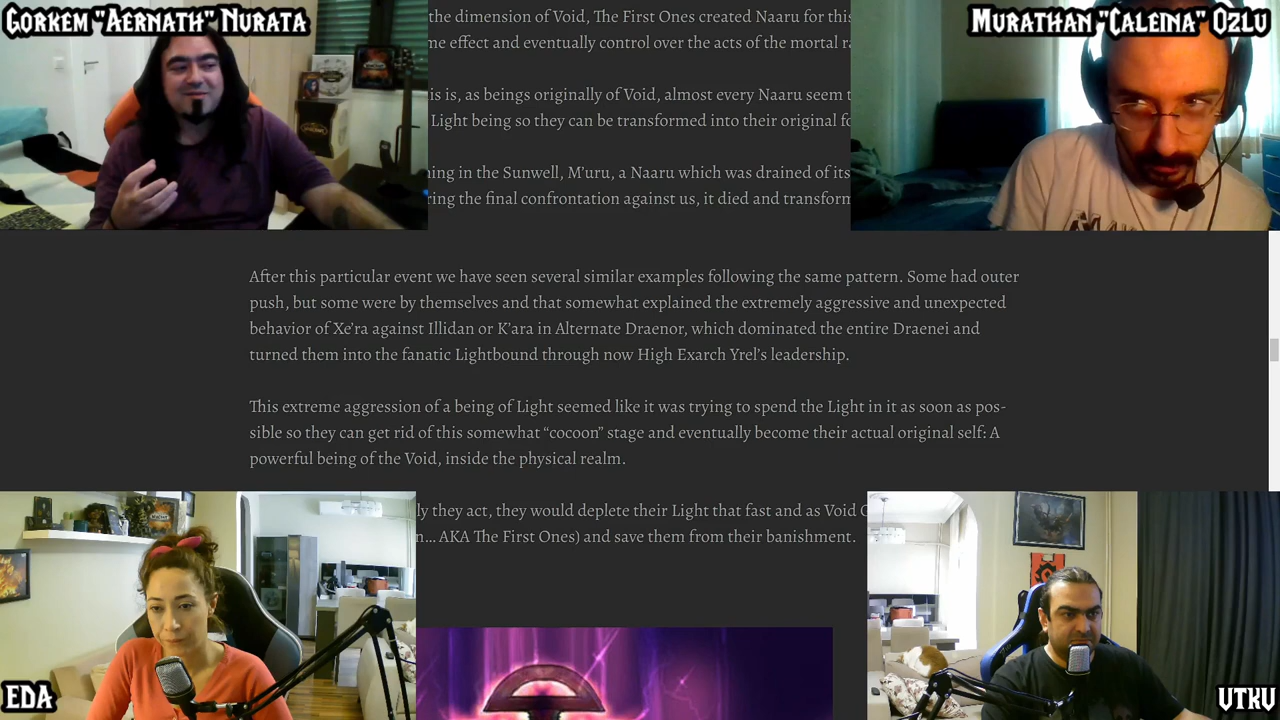 GORKEM "AERNATH" NURATA
MURATHAN "CALEINA" OZLU
the dimension of Void, The First Ones created Naaru for this
me effect and eventually control over the acts of the mortal
is is, as beings originally of Void, almost every Naaru seem
Light being so they can be transformed into their original
ning in the Sunwell, M'uru, a Naaru which was drained of its
ring the final confrontation against us, it died and transform
After this particular event we have seen several similar examples following the same pattern. Some had outer
push, but some were by themselves and that somewhat explained the extremely aggressive and unexpected
behavior of Xe'ra against Illidan or K'ara in Alternate Draenor, which dominated the entire Draenei and
turned them into the fanatic Lightbound through now High Exarch Yrel's leadership.
This extreme aggression of a being of Light seemed like it was trying to spend the Light in it as soon as pos-
sible so they can get rid of this somewhat “cocoon” stage and eventually become their actual original self: A
powerful being of the Void, inside the physical realm.
ly they act, they would deplete their Light that fast and as Void
n… AKA The First Ones) and save them from their banishment.
EDA
UTKU